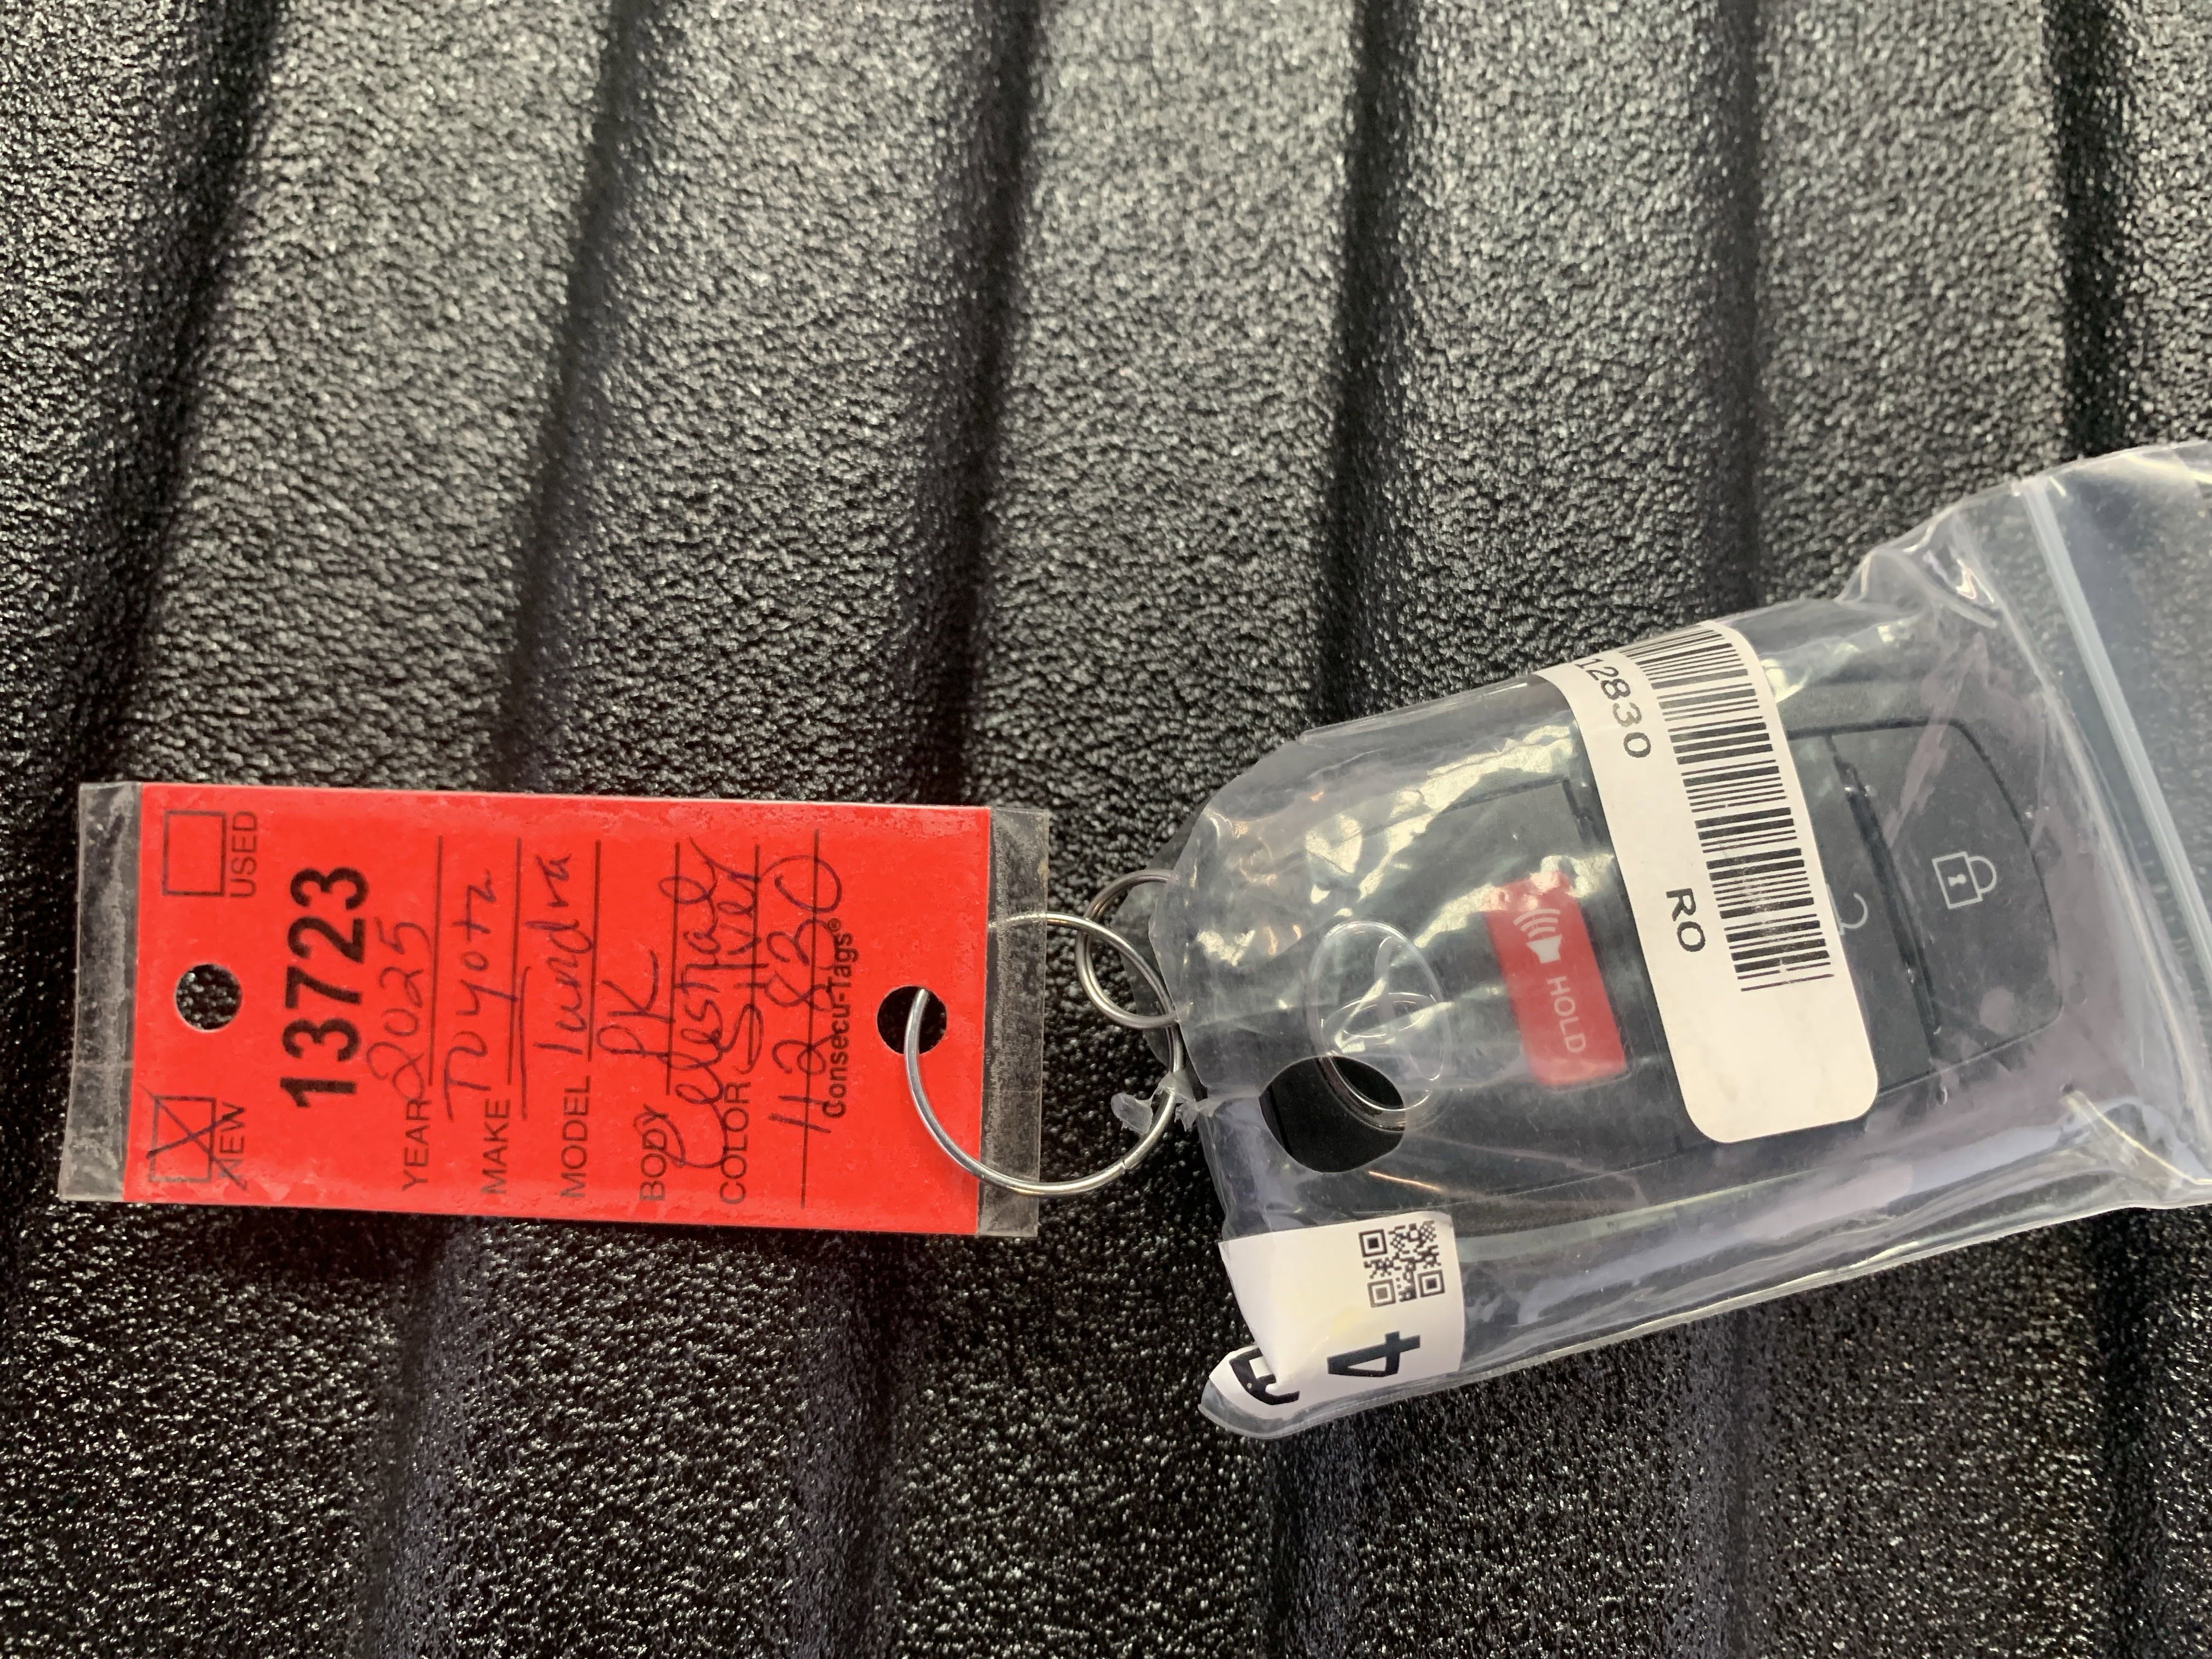 NEW USED
13723
YEAR 2025
MAKE Toyota
MODEL Tundra
BODY PK
COLOR Celestial Silver
112830
Consecu-Tags®
HOLD
12830
RO
4